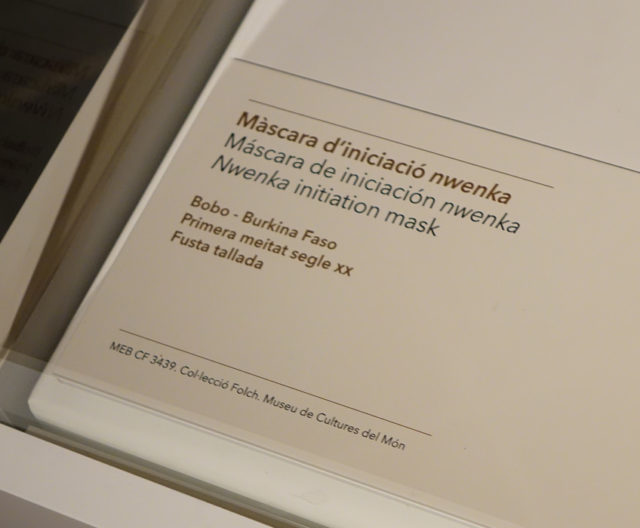 Màscara d'iniciació nwenka
Máscara de iniciación nwenka
Nwenka initiation mask
Bobo - Burkina Faso
Primera meitat segle xx
Fusta tallada
MEB CF 3439. Col·lecció Folch. Museu de Cultures del Món